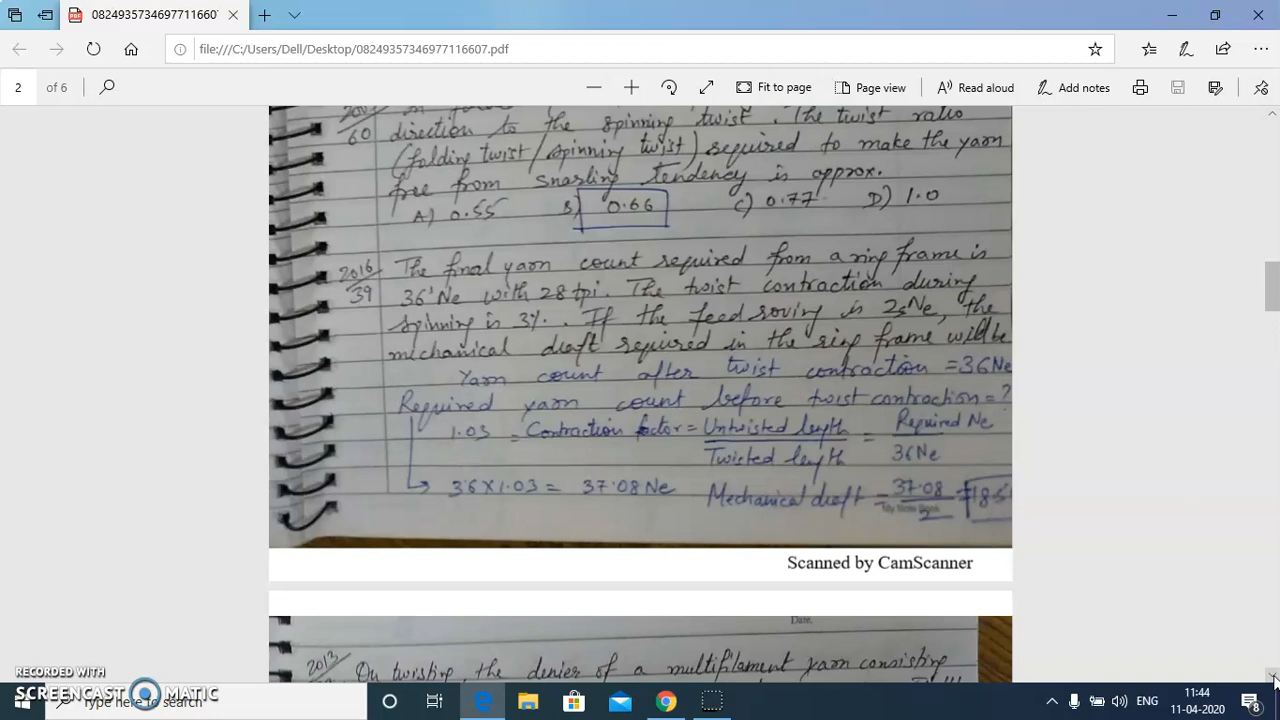 08249357346977116607
file:///C:/Users/Dell/Desktop/08249357346977116607.pdf
2 of 6
Fit to page
Page view
Read aloud
Add notes
60 direction to the spinning twist. The twist ratio
(folding twist/spinning twist) required to make the yarn
free from snarling tendency is approx.
A) 0.55 B) 0.66 C) 0.77 D) 1.0
2016/39 The final yarn count required from a ring frame is
36'Ne with 28 tpi. The twist contraction during
spinning is 3%. If the feed roving is 2sNe, the
mechanical draft required in the ring frame will be
Yarn count after twist contraction = 36Ne
Required yarn count before twist contraction = ?
1.03 = Contraction factor = Untwisted length / Twisted length = Required Ne / 36Ne
36 X 1.03 = 37.08 Ne Mechanical draft = 37.08 / 2 = 18.5
Scanned by CamScanner
Date.
2013 On twisting, the denier of a multifilament yarn consisting
RECORDED WITH
SCREENCAST MATIC
Type here to search
ENG
11:44
11-04-2020
8